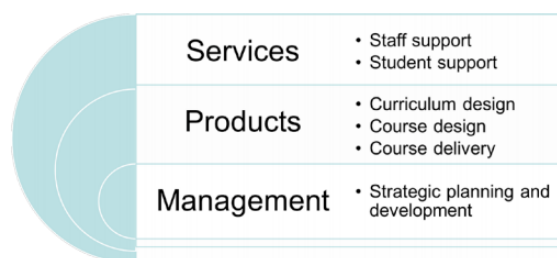 Services
• Staff support
• Student support
Products
• Curriculum design
• Course design
• Course delivery
Management
• Strategic planning and
development